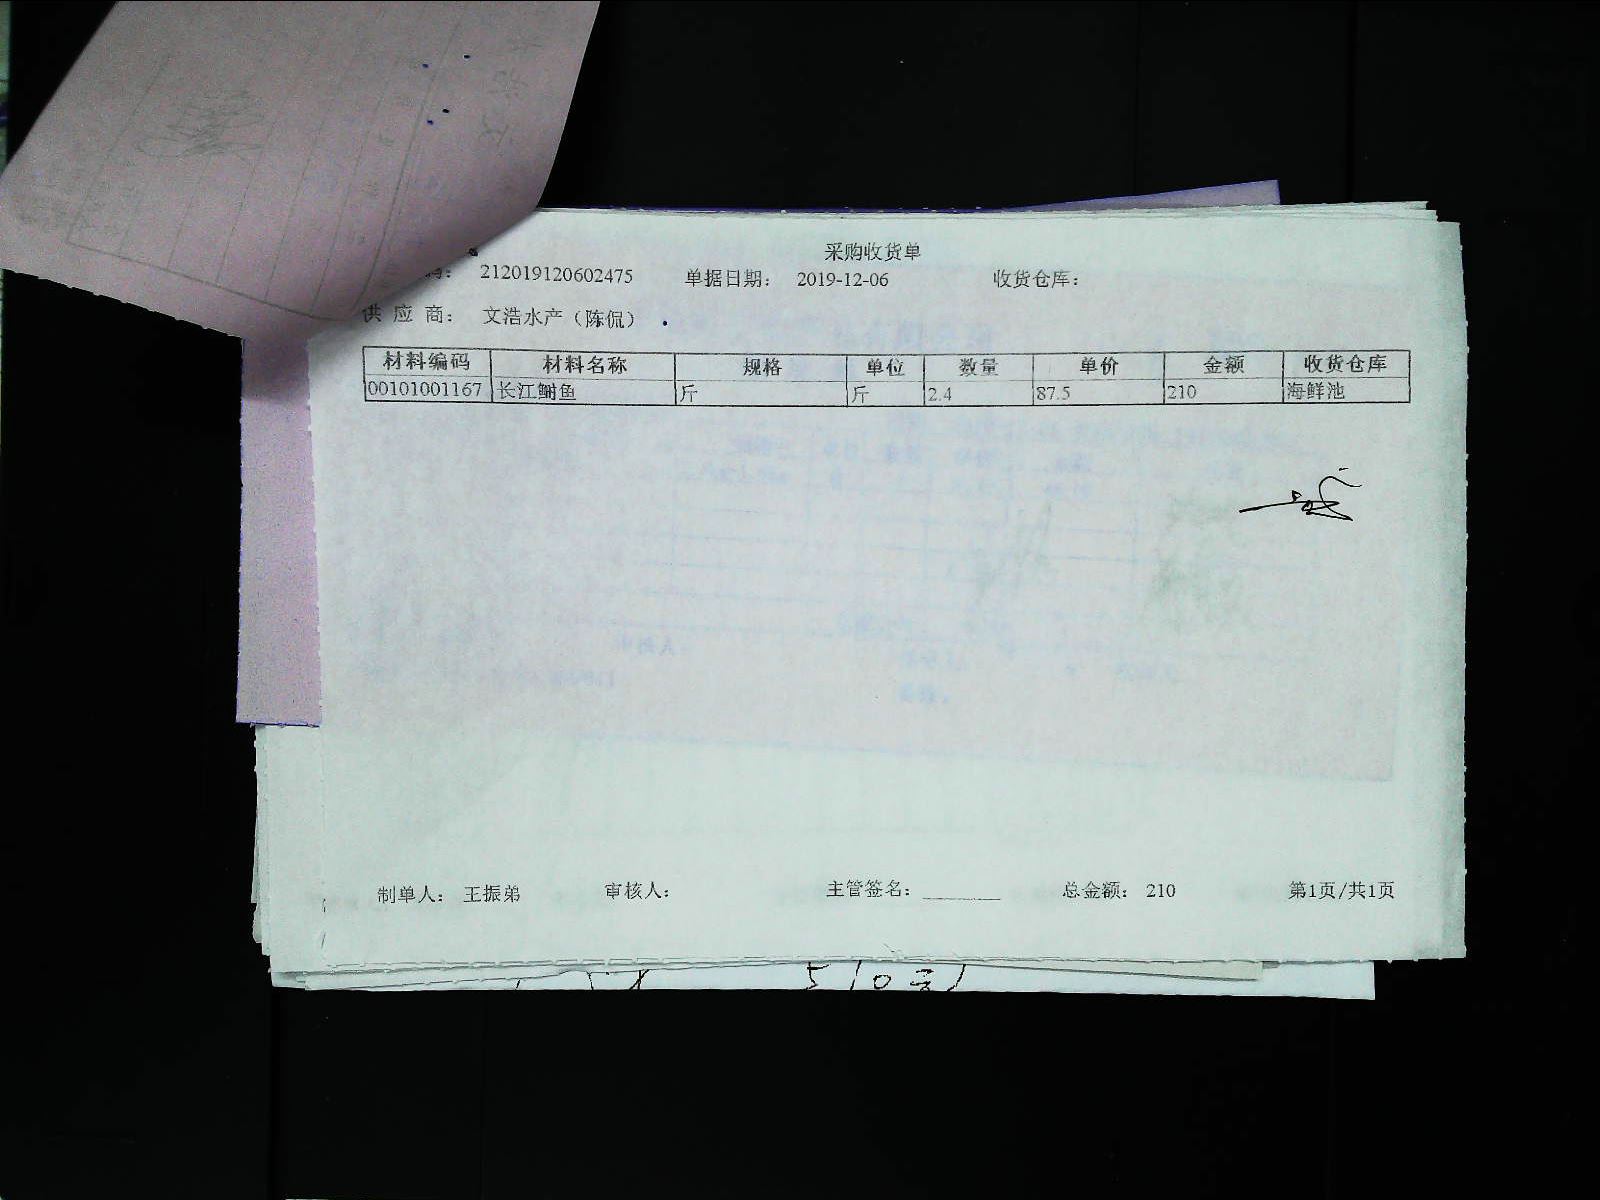 采购收货单
码： 212019120602475 单据日期： 2019-12-06 收货仓库：
供 应 商： 文浩水产（陈侃）
材料编码 材料名称 规格 单位 数量 单价 金额 收货仓库
00101001167 长江鮰鱼 斤 斤 2.4 87.5 210 海鲜池
制单人： 王振弟 审核人： 主管签名：________ 总金额： 210 第1页/共1页